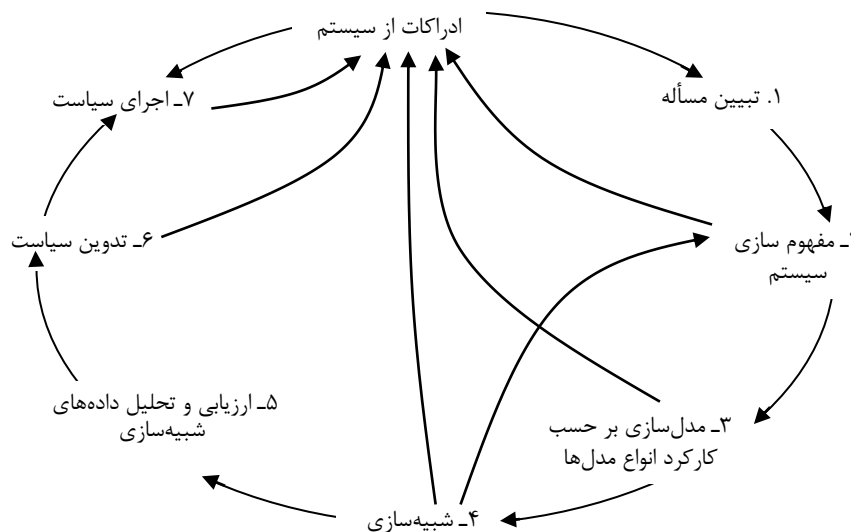 ادراکات از سیستم
۱. تبیین مسأله
ـ مفهوم سازی
سیستم
۳ـ مدل‌سازی بر حسب
کارکرد انواع مدل‌ها
۴ـ شبیه‌سازی
۵ـ ارزیابی و تحلیل داده‌های
شبیه‌سازی
۶ـ تدوین سیاست
۷ـ اجرای سیاست